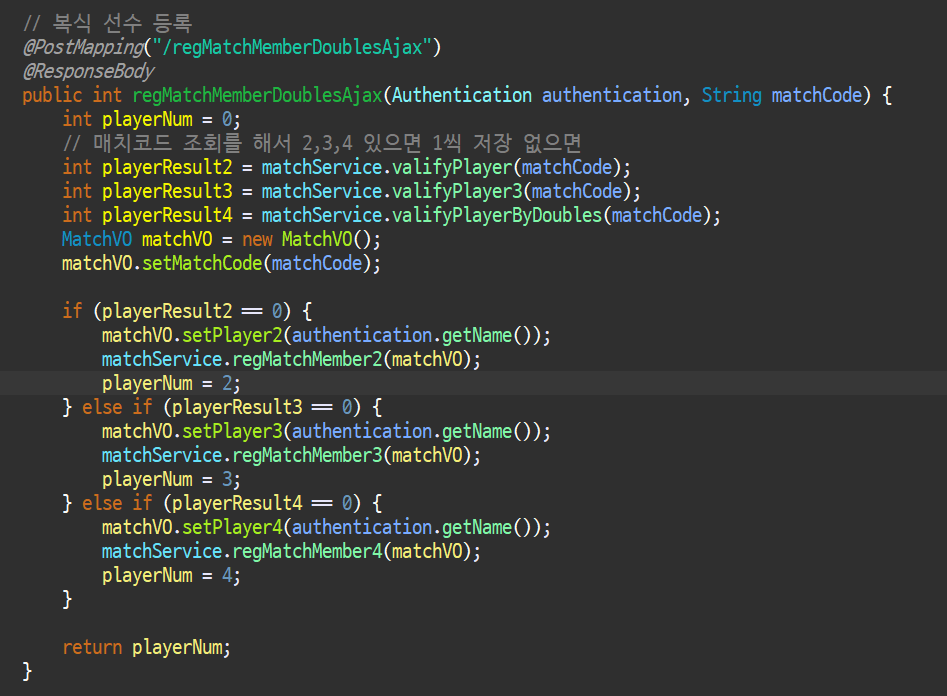 // 복식 선수 등록
@PostMapping("/regMatchMemberDoublesAjax")
@ResponseBody
public int regMatchMemberDoublesAjax(Authentication authentication, String matchCode) {
    int playerNum = 0;
    // 매치코드 조회를 해서 2,3,4 있으면 1씩 저장 없으면
    int playerResult2 = matchService.valifyPlayer(matchCode);
    int playerResult3 = matchService.valifyPlayer3(matchCode);
    int playerResult4 = matchService.valifyPlayerByDoubles(matchCode);
    MatchVO matchVO = new MatchVO();
    matchVO.setMatchCode(matchCode);

    if (playerResult2 == 0) {
        matchVO.setPlayer2(authentication.getName());
        matchService.regMatchMember2(matchVO);
        playerNum = 2;
    } else if (playerResult3 == 0) {
        matchVO.setPlayer3(authentication.getName());
        matchService.regMatchMember3(matchVO);
        playerNum = 3;
    } else if (playerResult4 == 0) {
        matchVO.setPlayer4(authentication.getName());
        matchService.regMatchMember4(matchVO);
        playerNum = 4;
    }

    return playerNum;
}